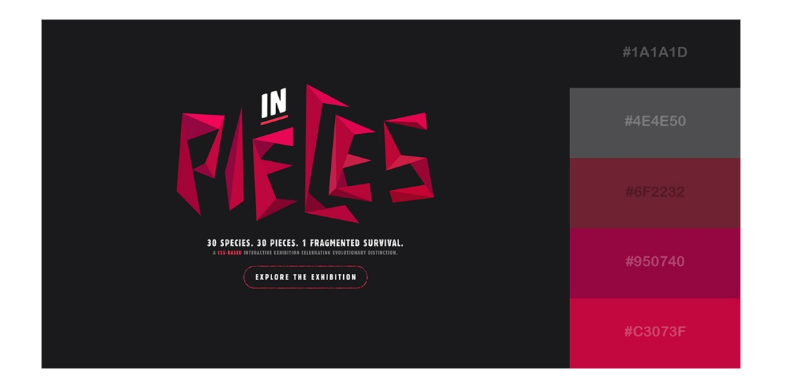 IN
PIECES
30 SPECIES. 30 PIECES. 1 FRAGMENTED SURVIVAL.
A CSS-BASED INTERACTIVE EXHIBITION CELEBRATING EVOLUTIONARY DISTINCTION.
EXPLORE THE EXHIBITION
#1A1A1D
#4E4E50
#6F2232
#950740
#C3073F